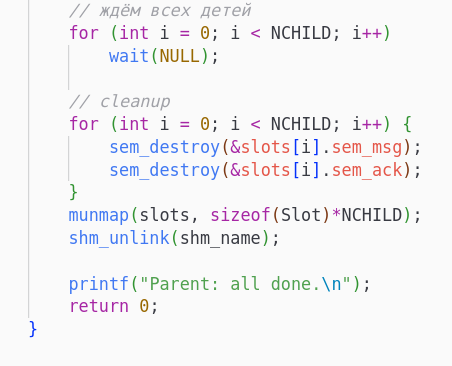 // ждём всех детей
for (int i = 0; i < NCHILD; i++)
wait(NULL);
// cleanup
for (int i = 0; i < NCHILD; i++) {
sem_destroy(&slots[i].sem_msg);
sem_destroy(&slots[i].sem_ack);
}
munmap(slots, sizeof(Slot)*NCHILD);
shm_unlink(shm_name);
printf("Parent: all done.\n");
return 0;
}